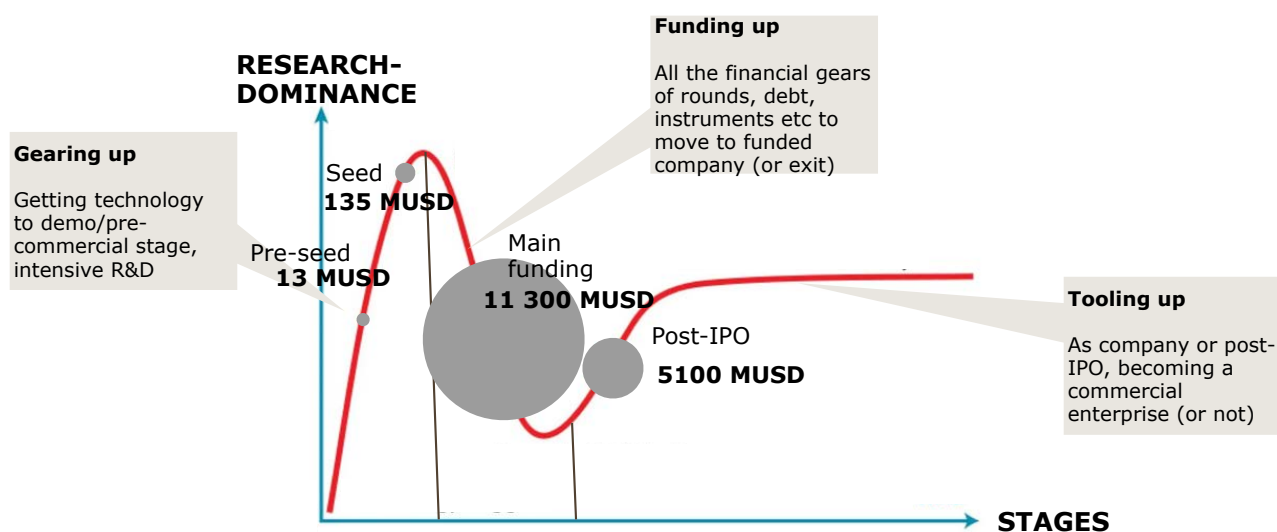 Funding up
All the financial gears
of rounds, debt,
instruments etc to
move to funded
company (or exit)
RESEARCH-
DOMINANCE
Gearing up
Getting technology
to demo/pre-
commercial stage,
intensive R&D
Seed
135 MUSD
Pre-seed
13 MUSD
Main
funding
11 300 MUSD
Post-IPO
5100 MUSD
Tooling up
As company or post-
IPO, becoming a
commercial
enterprise (or not)
STAGES